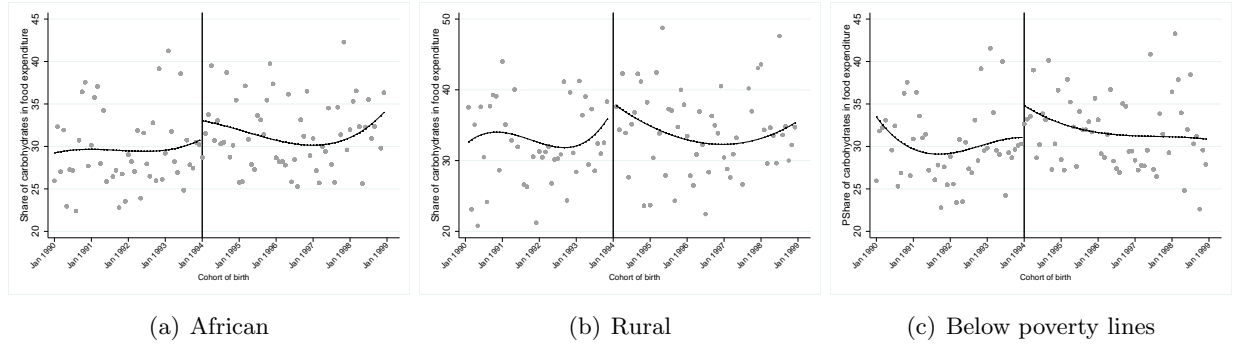 Share of carbohydrates in food expenditure
45
40
35
30
25
20
Jan 1990
Jan 1991
Jan 1992
Jan 1993
Jan 1994
Jan 1995
Jan 1996
Jan 1997
Jan 1998
Jan 1999
Cohort of birth
(a) African
Share of carbohydrates in food expenditure
50
40
30
20
Jan 1990
Jan 1991
Jan 1992
Jan 1993
Jan 1994
Jan 1995
Jan 1996
Jan 1997
Jan 1998
Jan 1999
Cohort of birth
(b) Rural
PShare of carbohydrates in food expenditure
45
40
35
30
25
20
Jan 1990
Jan 1991
Jan 1992
Jan 1993
Jan 1994
Jan 1995
Jan 1996
Jan 1997
Jan 1998
Jan 1999
Cohort of birth
(c) Below poverty lines